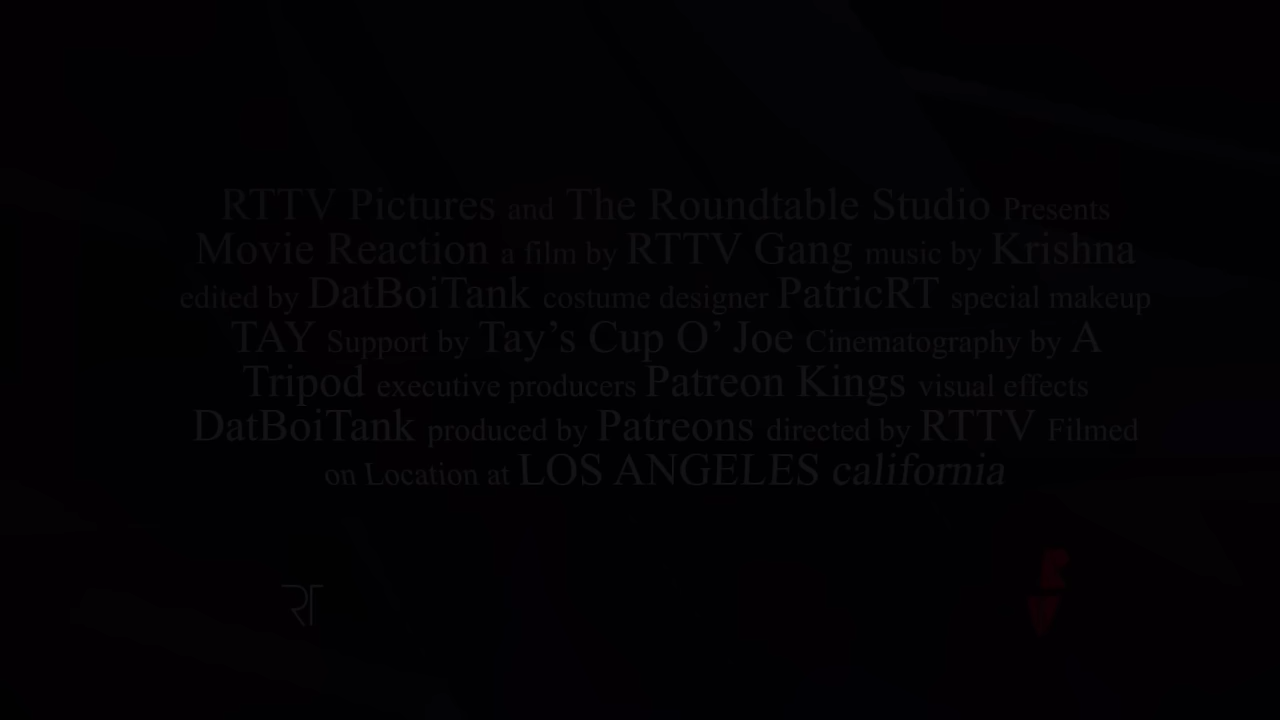 RTTV Pictures and The Roundtable Studio Presents
Movie Reaction a film by RTTV Gang music by Krishna
edited by DatBoiTank costume designer PatricRT special makeup
TAY Support by Tay’s Cup O’ Joe Cinematography by A
Tripod executive producers Patreon Kings visual effects
DatBoiTank produced by Patreons directed by RTTV Filmed
on Location at LOS ANGELES california
RT